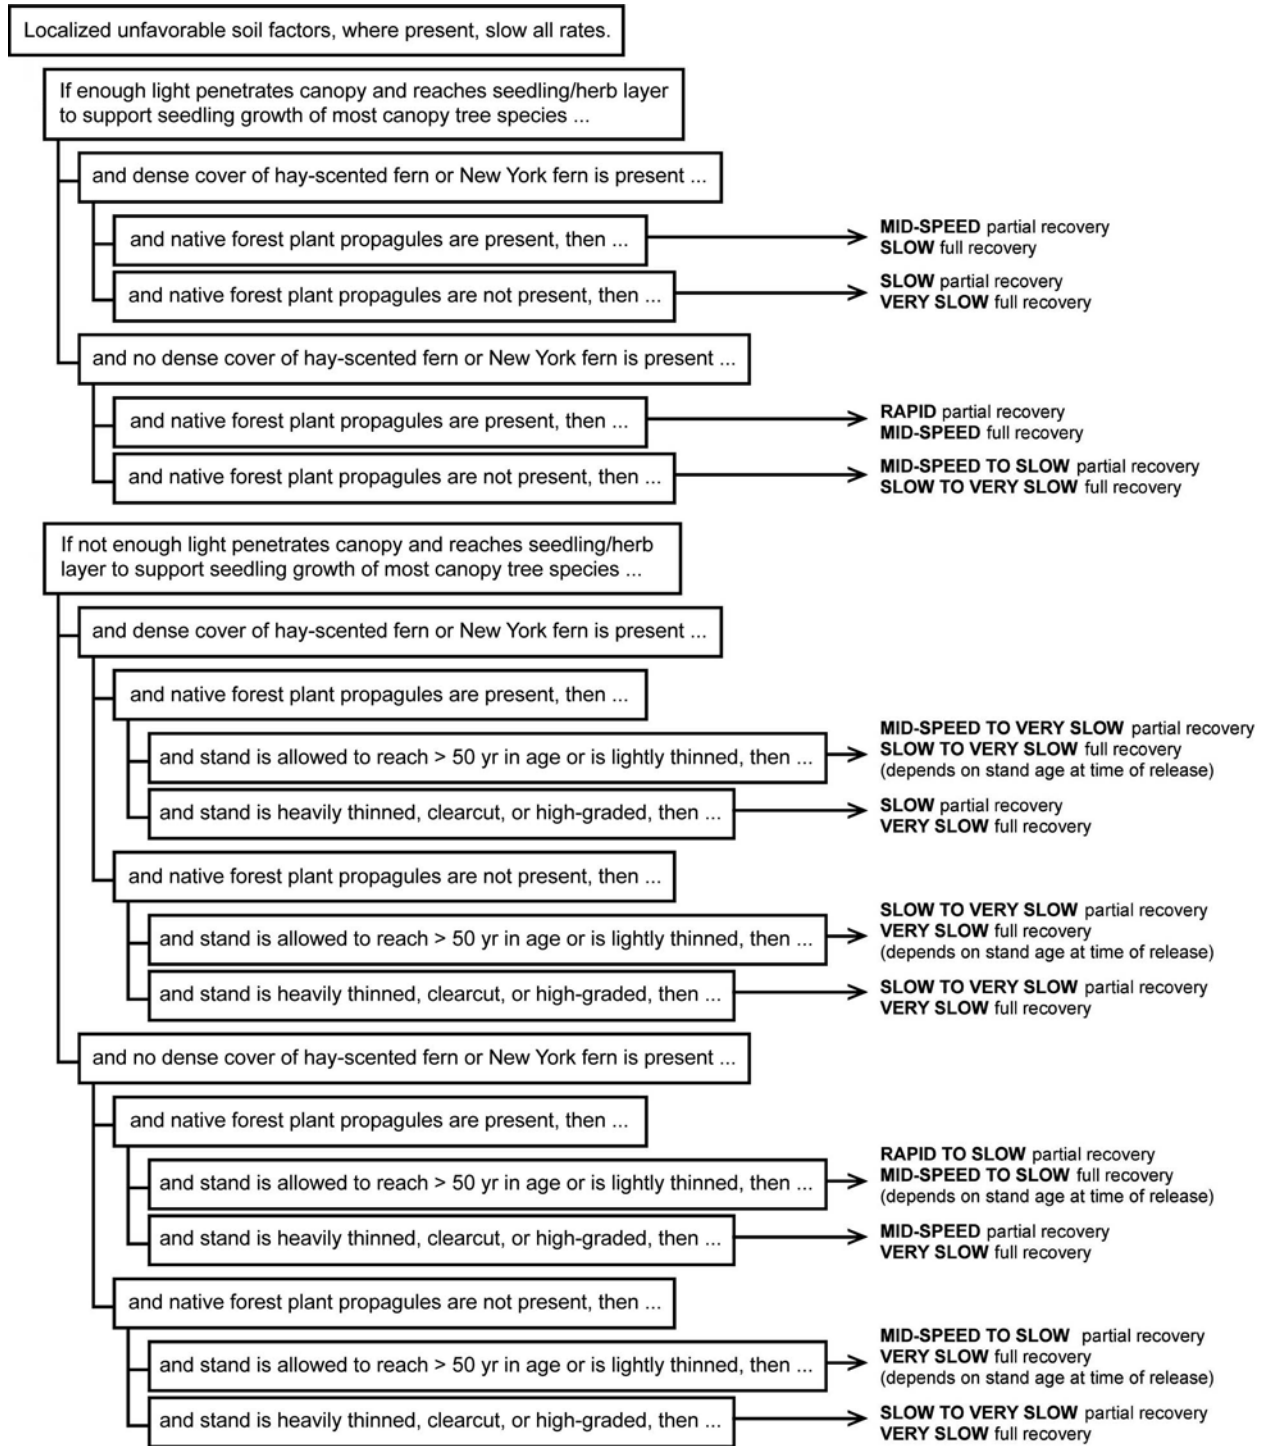 Localized unfavorable soil factors, where present, slow all rates.
If enough light penetrates canopy and reaches seedling/herb layer
to support seedling growth of most canopy tree species ...
and dense cover of hay-scented fern or New York fern is present ...
and native forest plant propagules are present, then ...
MID-SPEED partial recovery
SLOW full recovery
and native forest plant propagules are not present, then ...
SLOW partial recovery
VERY SLOW full recovery
and no dense cover of hay-scented fern or New York fern is present ...
and native forest plant propagules are present, then ...
RAPID partial recovery
MID-SPEED full recovery
and native forest plant propagules are not present, then ...
MID-SPEED TO SLOW partial recovery
SLOW TO VERY SLOW full recovery
If not enough light penetrates canopy and reaches seedling/herb
layer to support seedling growth of most canopy tree species ...
and dense cover of hay-scented fern or New York fern is present ...
and native forest plant propagules are present, then ...
and stand is allowed to reach > 50 yr in age or is lightly thinned, then ...
MID-SPEED TO VERY SLOW partial recovery
SLOW TO VERY SLOW full recovery
(depends on stand age at time of release)
and stand is heavily thinned, clearcut, or high-graded, then ...
SLOW partial recovery
VERY SLOW full recovery
and native forest plant propagules are not present, then ...
and stand is allowed to reach > 50 yr in age or is lightly thinned, then ...
SLOW TO VERY SLOW partial recovery
VERY SLOW full recovery
(depends on stand age at time of release)
and stand is heavily thinned, clearcut, or high-graded, then ...
SLOW TO VERY SLOW partial recovery
VERY SLOW full recovery
and no dense cover of hay-scented fern or New York fern is present ...
and native forest plant propagules are present, then ...
and stand is allowed to reach > 50 yr in age or is lightly thinned, then ...
RAPID TO SLOW partial recovery
MID-SPEED TO SLOW full recovery
(depends on stand age at time of release)
and stand is heavily thinned, clearcut, or high-graded, then ...
MID-SPEED partial recovery
VERY SLOW full recovery
and native forest plant propagules are not present, then ...
and stand is allowed to reach > 50 yr in age or is lightly thinned, then ...
MID-SPEED TO SLOW partial recovery
VERY SLOW full recovery
(depends on stand age at time of release)
and stand is heavily thinned, clearcut, or high-graded, then ...
SLOW TO VERY SLOW partial recovery
VERY SLOW full recovery